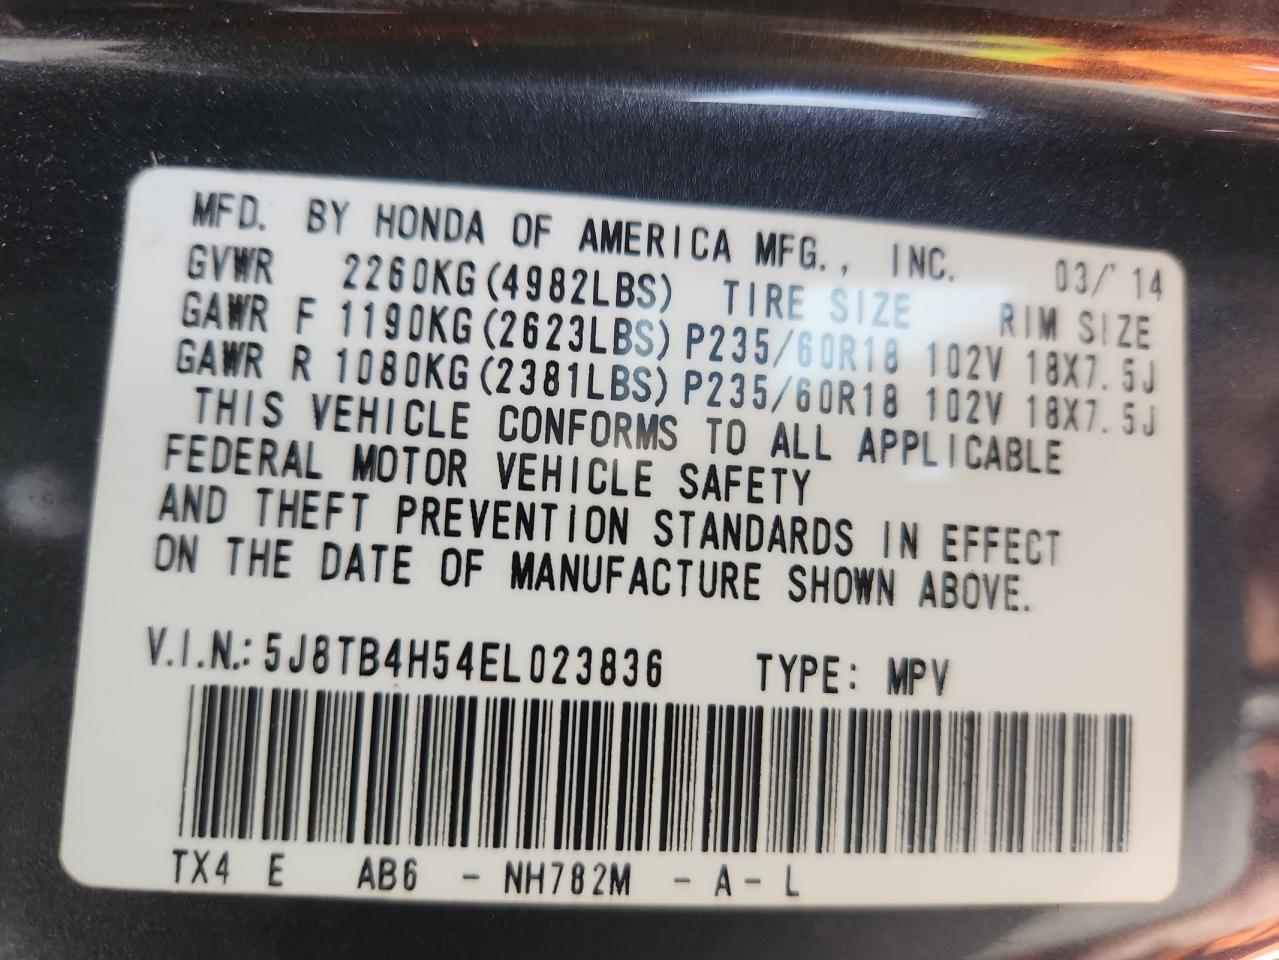 MFD. BY HONDA OF AMERICA MFG., INC. 03/'14
GVWR 2260KG(4982LBS) TIRE SIZE RIM SIZE
GAWR F 1190KG(2623LBS) P235/60R18 102V 18X7.5J
GAWR R 1080KG(2381LBS) P235/60R18 102V 18X7.5J
THIS VEHICLE CONFORMS TO ALL APPLICABLE
FEDERAL MOTOR VEHICLE SAFETY
AND THEFT PREVENTION STANDARDS IN EFFECT
ON THE DATE OF MANUFACTURE SHOWN ABOVE.
V.I.N.: 5J8TB4H54EL023836 TYPE: MPV
TX4 E AB6 - NH782M - A - L